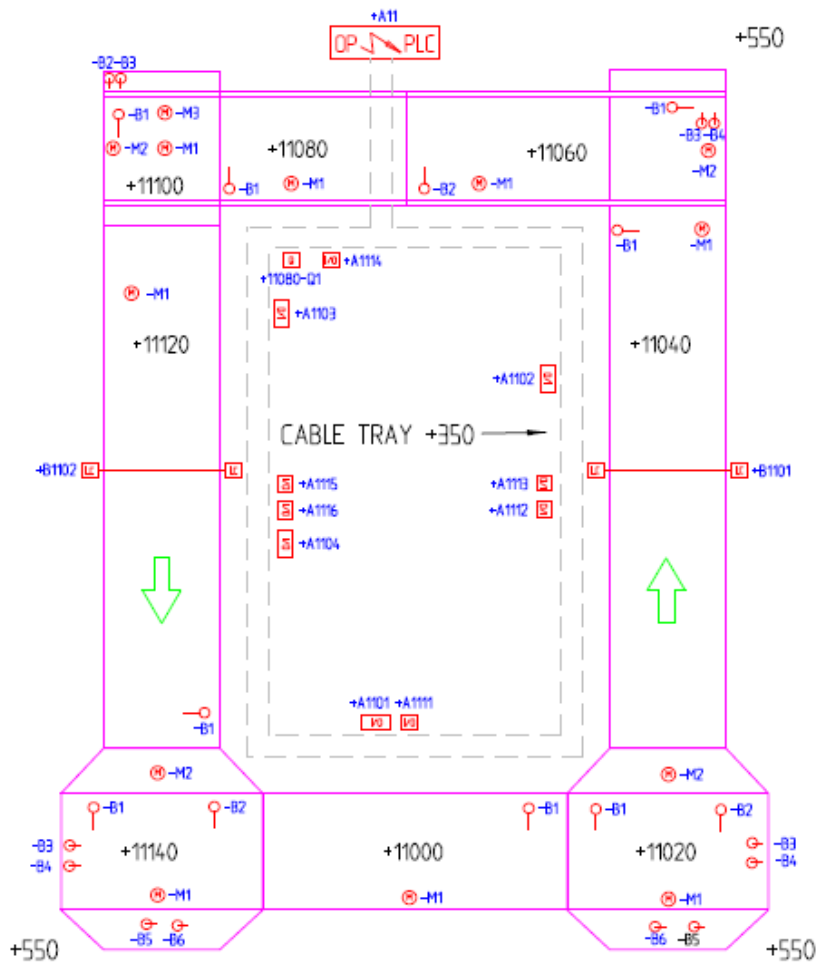 +A11
OP PLC
+550
-B2-B3
-B1 -M3
-B1
-M2 -M1
+11080
+11060
-B3-B4
-M2
+11100
-B1
-M1
-B2
-M1
-B1
-M1
+11080-Q1
I/O
+A1114
-M1
I/O
+A1103
+11120
+11040
+A1102
I/O
CABLE TRAY +350
+B1102
+B1101
I/O
+A1115
+A1113
I/O
I/O
+A1116
+A1112
I/O
I/O
+A1104
+A1101 +A1111
I/O
I/O
-B1
-M2
-M2
-B1
-B2
-B1
-B1
-B2
-B3
-B4
+11140
+11000
+11020
-B3
-B4
-M1
-M1
-M1
-B5 -B6
-B6 -B5
+550
+550